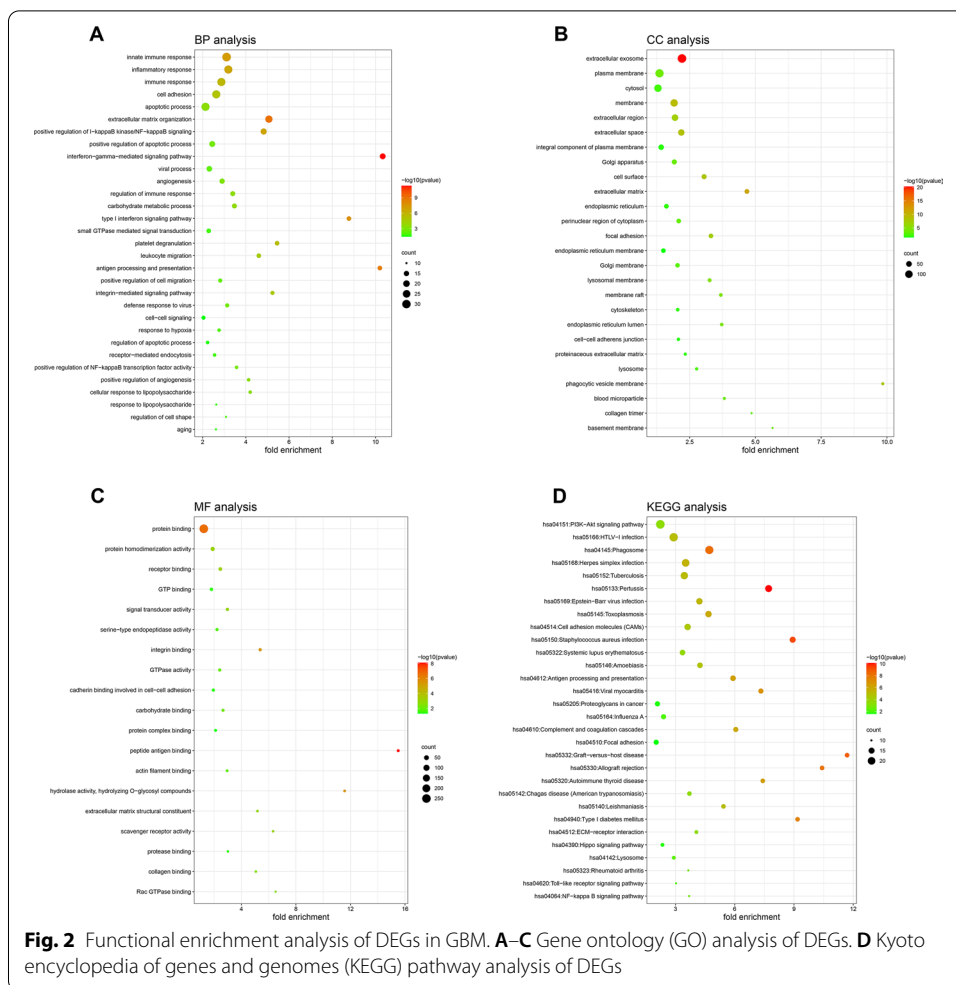 A
BP analysis
innate immune response
inflammatory response
immune response
cell adhesion
apoptotic process
extracellular matrix organization
positive regulation of I−kappaB kinase/NF−kappaB signaling
positive regulation of apoptotic process
interferon−gamma−mediated signaling pathway
viral process
angiogenesis
regulation of immune response
carbohydrate metabolic process
type I interferon signaling pathway
small GTPase mediated signal transduction
platelet degranulation
leukocyte migration
antigen processing and presentation
positive regulation of cell migration
integrin−mediated signaling pathway
defense response to virus
cell−cell signaling
response to hypoxia
regulation of apoptotic process
receptor−mediated endocytosis
positive regulation of NF−kappaB transcription factor activity
positive regulation of angiogenesis
cellular response to lipopolysaccharide
response to lipopolysaccharide
regulation of cell shape
aging
2 4 6 8 10
fold enrichment
−log10(pvalue)
9
6
3
count
10
15
20
25
30
B
CC analysis
extracellular exosome
plasma membrane
cytosol
membrane
extracellular region
extracellular space
integral component of plasma membrane
Golgi apparatus
cell surface
extracellular matrix
endoplasmic reticulum
perinuclear region of cytoplasm
focal adhesion
endoplasmic reticulum membrane
Golgi membrane
lysosomal membrane
membrane raft
cytoskeleton
endoplasmic reticulum lumen
cell−cell adherens junction
proteinaceous extracellular matrix
lysosome
phagocytic vesicle membrane
blood microparticle
collagen trimer
basement membrane
2.5 5.0 7.5 10.0
fold enrichment
−log10(pvalue)
20
15
10
5
count
50
100
C
MF analysis
protein binding
protein homodimerization activity
receptor binding
GTP binding
signal transducer activity
serine−type endopeptidase activity
integrin binding
GTPase activity
cadherin binding involved in cell−cell adhesion
carbohydrate binding
protein complex binding
peptide antigen binding
actin filament binding
hydrolase activity, hydrolyzing O−glycosyl compounds
extracellular matrix structural constituent
scavenger receptor activity
protease binding
collagen binding
Rac GTPase binding
4 8 12 16
fold enrichment
−log10(pvalue)
8
6
4
2
count
50
100
150
200
250
D
KEGG analysis
hsa04151:PI3K−Akt signaling pathway
hsa05166:HTLV−I infection
hsa04145:Phagosome
hsa05168:Herpes simplex infection
hsa05152:Tuberculosis
hsa05133:Pertussis
hsa05169:Epstein−Barr virus infection
hsa05145:Toxoplasmosis
hsa04514:Cell adhesion molecules (CAMs)
hsa05150:Staphylococcus aureus infection
hsa05322:Systemic lupus erythematosus
hsa05146:Amoebiasis
hsa04612:Antigen processing and presentation
hsa05416:Viral myocarditis
hsa05205:Proteoglycans in cancer
hsa05164:Influenza A
hsa04610:Complement and coagulation cascades
hsa04510:Focal adhesion
hsa05332:Graft−versus−host disease
hsa05330:Allograft rejection
hsa05320:Autoimmune thyroid disease
hsa05142:Chagas disease (American trypanosomiasis)
hsa05140:Leishmaniasis
hsa04940:Type I diabetes mellitus
hsa04512:ECM−receptor interaction
hsa04390:Hippo signaling pathway
hsa04142:Lysosome
hsa05323:Rheumatoid arthritis
hsa04620:Toll−like receptor signaling pathway
hsa04064:NF−kappa B signaling pathway
3 6 9 12
fold enrichment
−log10(pvalue)
10
8
6
4
2
count
10
15
20
Fig. 2 Functional enrichment analysis of DEGs in GBM. A–C Gene ontology (GO) analysis of DEGs. D Kyoto
encyclopedia of genes and genomes (KEGG) pathway analysis of DEGs